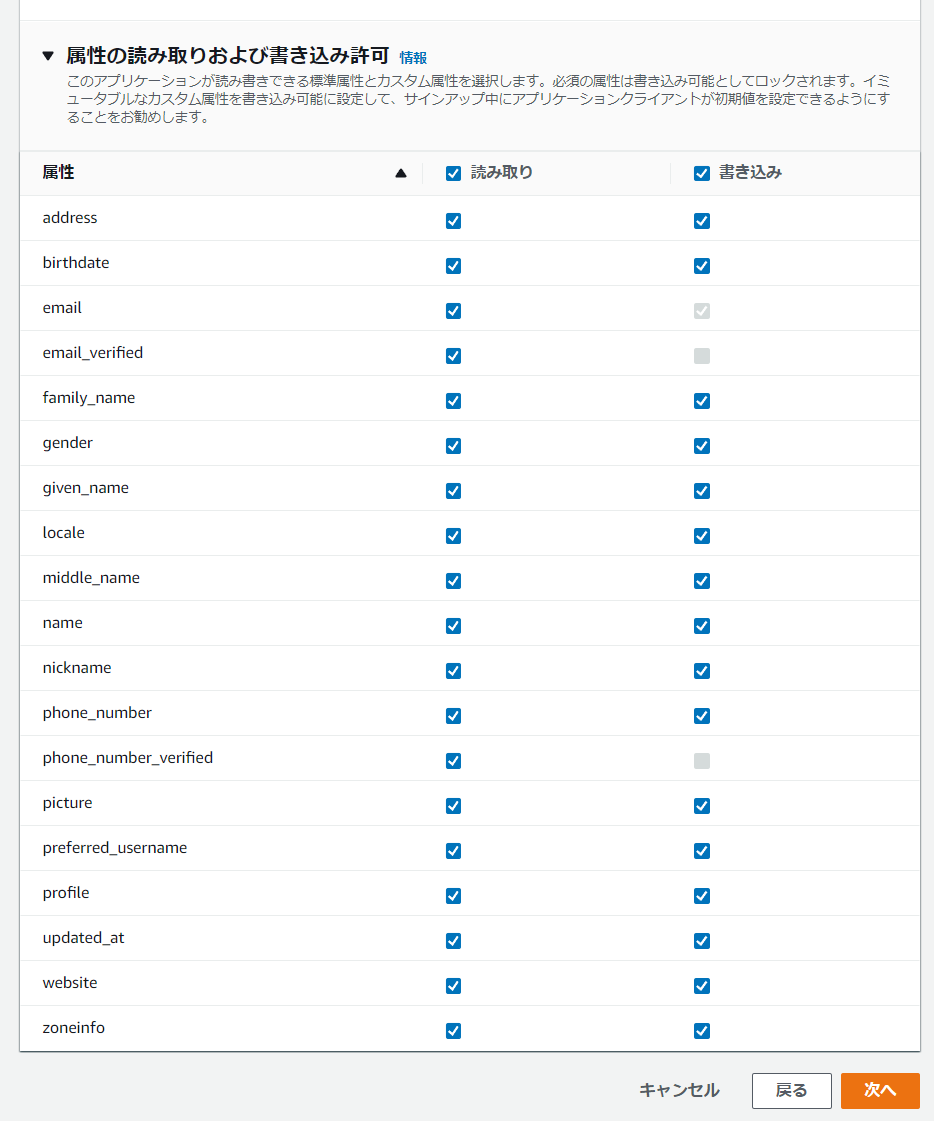 属性の読み取りおよび書き込み許可 情報
このアプリケーションが読み書きできる標準属性とカスタム属性を選択します。必須の属性は書き込み可能としてロックされます。イミ
ュータブルなカスタム属性を書き込み可能に設定して、サインアップ中にアプリケーションクライアントが初期値を設定できるようにす
ることをお勧めします。
属性 読み取り 書き込み
address
birthdate
email
email_verified
family_name
gender
given_name
locale
middle_name
name
nickname
phone_number
phone_number_verified
picture
preferred_username
profile
updated_at
website
zoneinfo
キャンセル 戻る 次へ